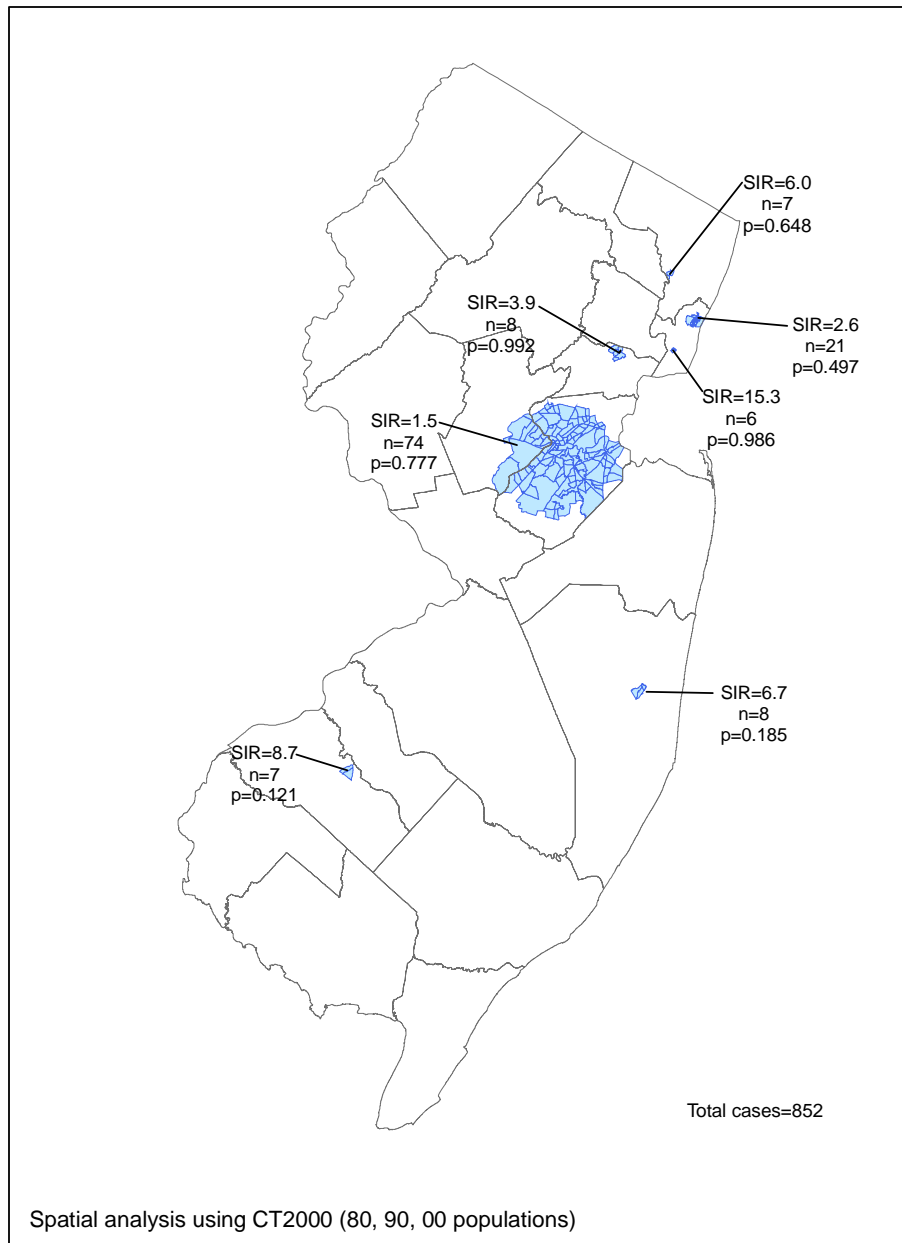 SIR=6.0
n=7
p=0.648
SIR=3.9
n=8
p=0.992
SIR=2.6
n=21
p=0.497
SIR=15.3
n=6
p=0.986
SIR=1.5
n=74
p=0.777
SIR=6.7
n=8
p=0.185
SIR=8.7
n=7
p=0.121
Total cases=852
Spatial analysis using CT2000 (80, 90, 00 populations)